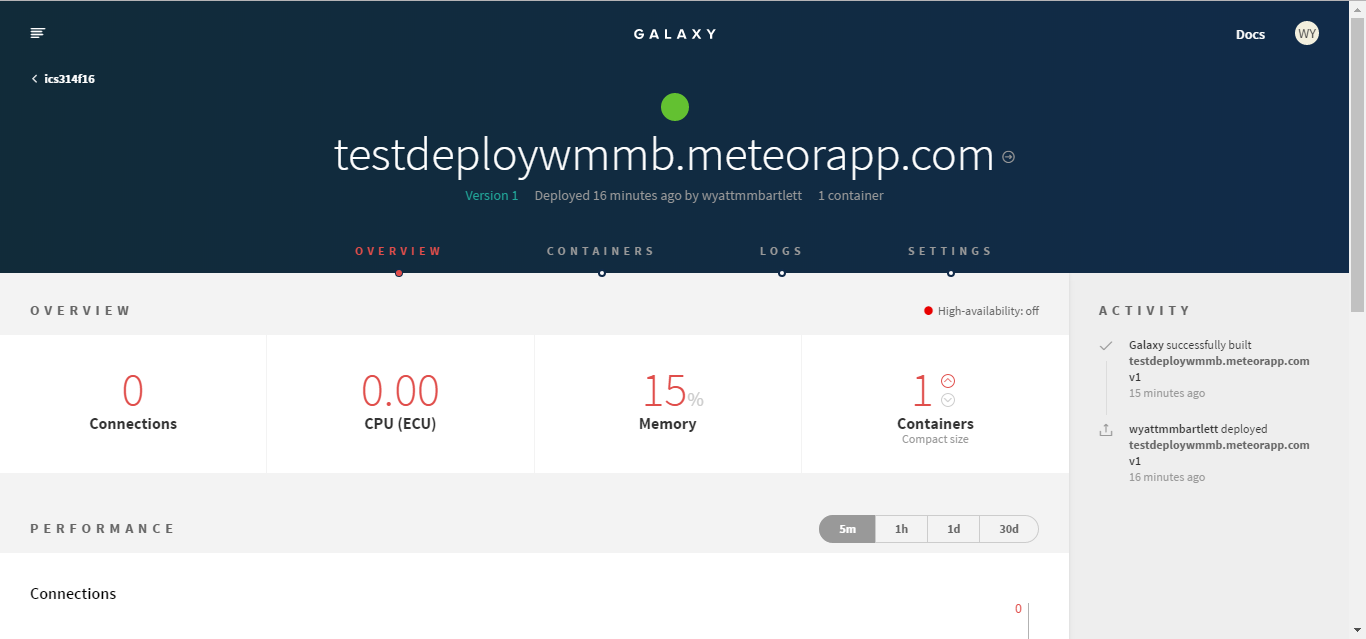 GALAXY
Docs
WY
ics314f16
testdeploywmmb.meteorapp.com
Version 1 Deployed 16 minutes ago by wyattmmbartlett 1 container
OVERVIEW CONTAINERS LOGS SETTINGS
OVERVIEW
High-availability: off
0
Connections
0.00
CPU (ECU)
15%
Memory
1
Containers
Compact size
PERFORMANCE
5m 1h 1d 30d
Connections
0
ACTIVITY
Galaxy successfully built
testdeploywmmb.meteorapp.com
v1
15 minutes ago
wyattmmbartlett deployed
testdeploywmmb.meteorapp.com
v1
16 minutes ago